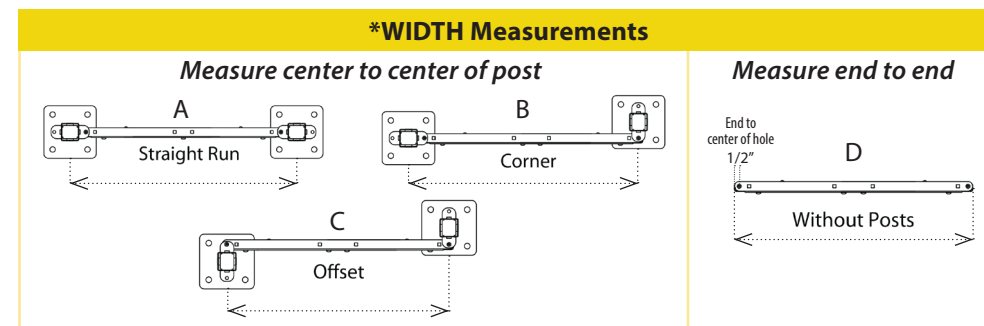 *WIDTH Measurements
Measure center to center of post
A
Straight Run
B
Corner
C
Offset
Measure end to end
End to
center of hole
1/2”
D
Without Posts